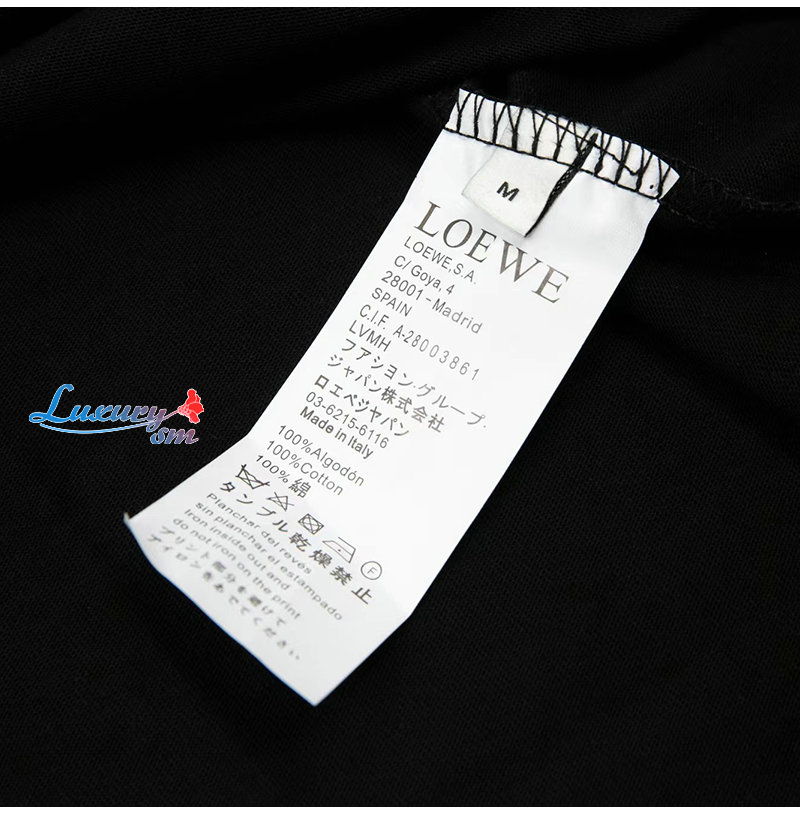 M
LOEWE
LOEWE,S.A.
C/ Goya, 4
28001-Madrid
SPAIN
C.I.F. A-28003861
LVMH
ファション.グループ.
ジャパン株式会社
ロエベジャパン
03-6215-6116
Made in Italy
100%Algodón
100%Cotton
100%綿
F
タンブル乾燥禁止
Planchar del revés
sin planchar el estampado
Iron inside out and
do not iron on the print
プリント部分を避けて
アイロンをあててください
Luxury
sm